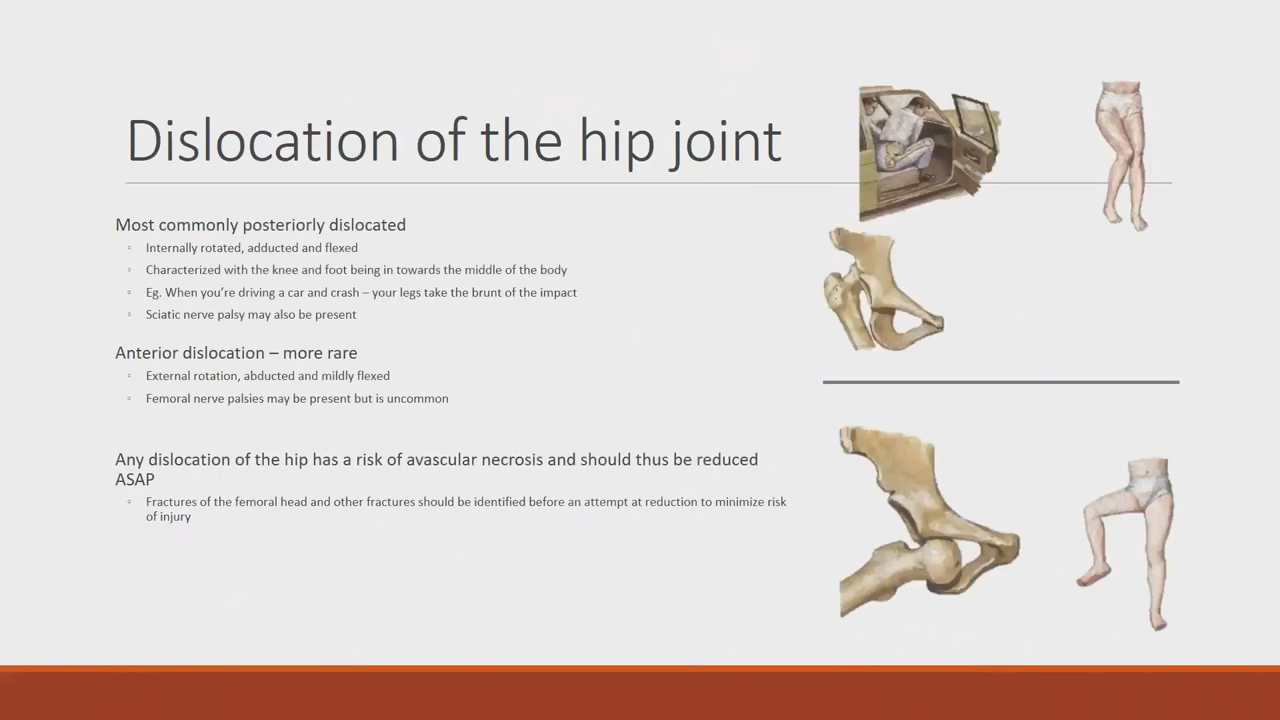 Dislocation of the hip joint
Most commonly posteriorly dislocated
▫ Internally rotated, adducted and flexed
▫ Characterized with the knee and foot being in towards the middle of the body
▫ Eg. When you’re driving a car and crash – your legs take the brunt of the impact
▫ Sciatic nerve palsy may also be present
Anterior dislocation – more rare
▫ External rotation, abducted and mildly flexed
▫ Femoral nerve palsies may be present but is uncommon
Any dislocation of the hip has a risk of avascular necrosis and should thus be reduced
ASAP
▫ Fractures of the femoral head and other fractures should be identified before an attempt at reduction to minimize risk
of injury